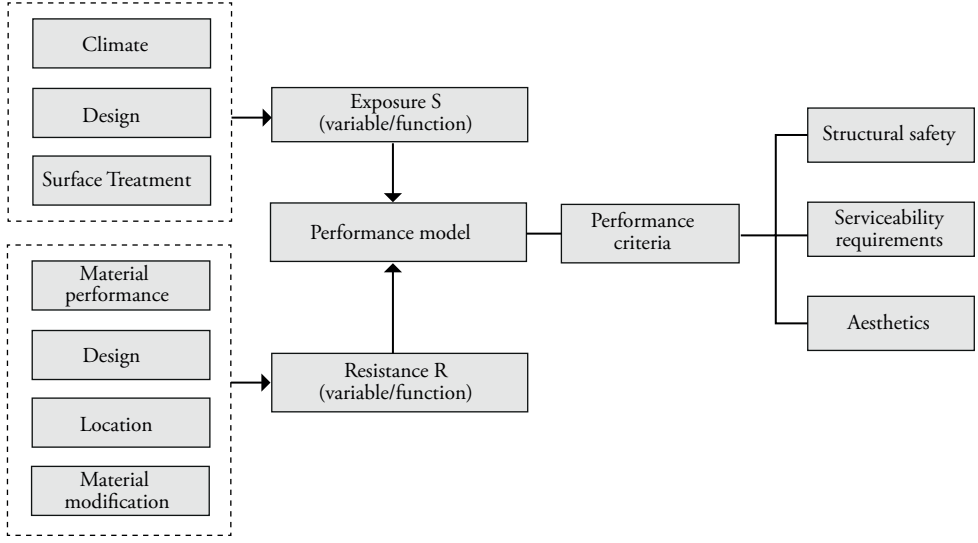 Climate
Design
Surface Treatment
Exposure S
(variable/function)
Material
performance
Design
Location
Material
modification
Resistance R
(variable/function)
Performance model
Performance
criteria
Structural safety
Serviceability
requirements
Aesthetics